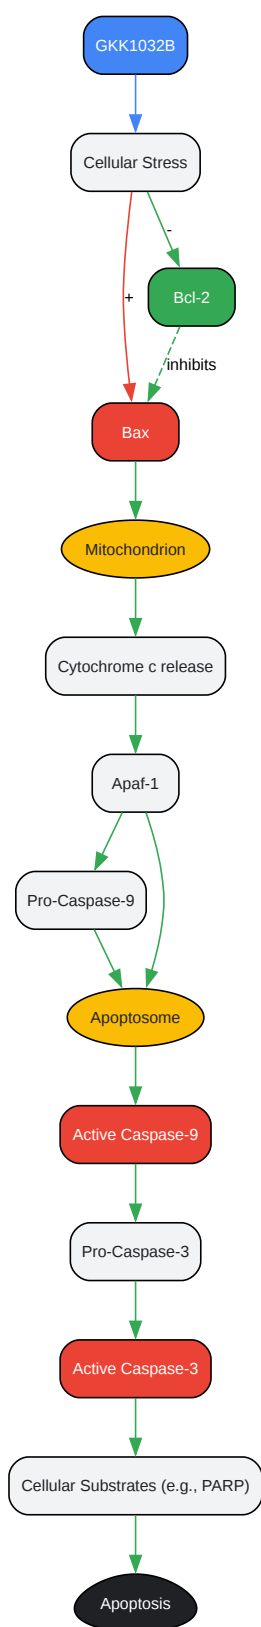 GKK1032B
Cellular Stress
-
Bcl-2
+
inhibits
Bax
Mitochondrion
Cytochrome c release
Apaf-1
Pro-Caspase-9
Apoptosome
Active Caspase-9
Pro-Caspase-3
Active Caspase-3
Cellular Substrates (e.g., PARP)
Apoptosis